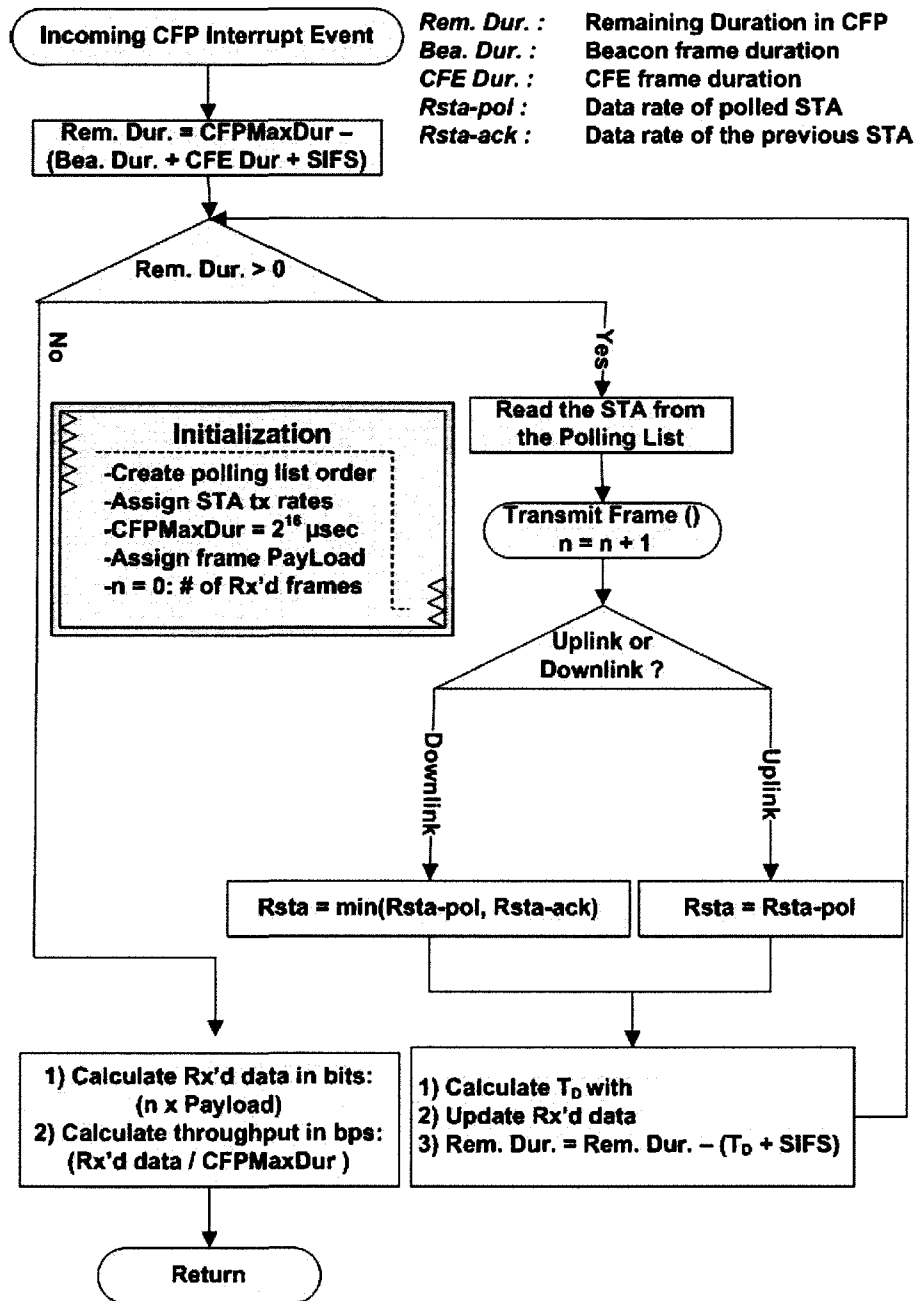 Incoming CFP Interrupt Event
Rem. Dur. : Remaining Duration in CFP
Bea. Dur. : Beacon frame duration
CFE Dur. : CFE frame duration
Rsta-pol : Data rate of polled STA
Rsta-ack : Data rate of the previous STA
Rem. Dur. = CFPMaxDur –
(Bea. Dur. + CFE Dur + SIFS)
Rem. Dur. > 0
No
Yes
Initialization
-Create polling list order
-Assign STA tx rates
-CFPMaxDur = 2¹⁶ µsec
-Assign frame PayLoad
-n = 0: # of Rx'd frames
Read the STA from
the Polling List
Transmit Frame ()
n = n + 1
Uplink or
Downlink ?
Downlink
Uplink
Rsta = min(Rsta-pol, Rsta-ack)
Rsta = Rsta-pol
1) Calculate Rx'd data in bits:
(n x Payload)
2) Calculate throughput in bps:
(Rx'd data / CFPMaxDur )
1) Calculate T_D with
2) Update Rx'd data
3) Rem. Dur. = Rem. Dur. – (T_D + SIFS)
Return